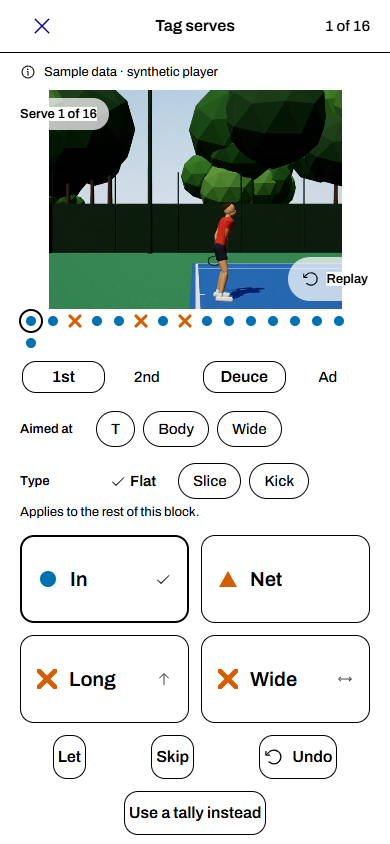 Tag serves
1 of 16
Sample data · synthetic player
Serve 1 of 16
Replay
1st
2nd
Deuce
Ad
Aimed at
T
Body
Wide
Type
Flat
Slice
Kick
Applies to the rest of this block.
In
Net
Long
Wide
Let
Skip
Undo
Use a tally instead